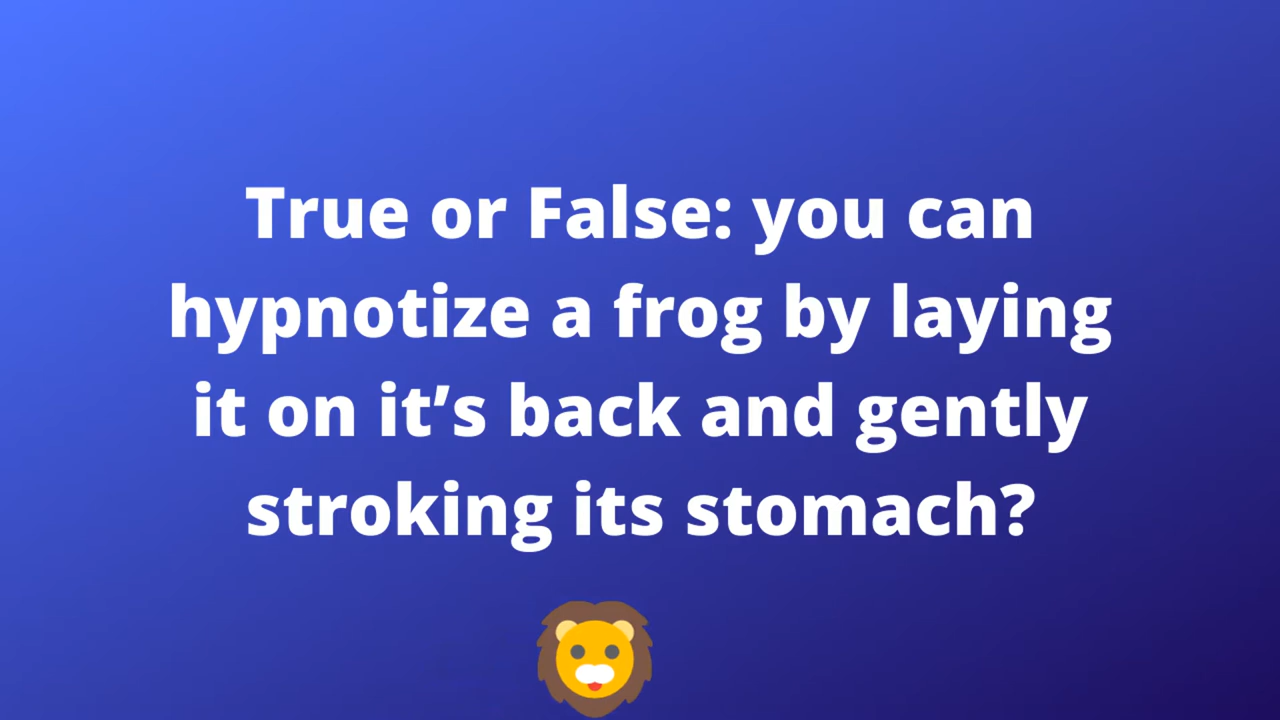 True or False: you can
hypnotize a frog by laying
it on it’s back and gently
stroking its stomach?